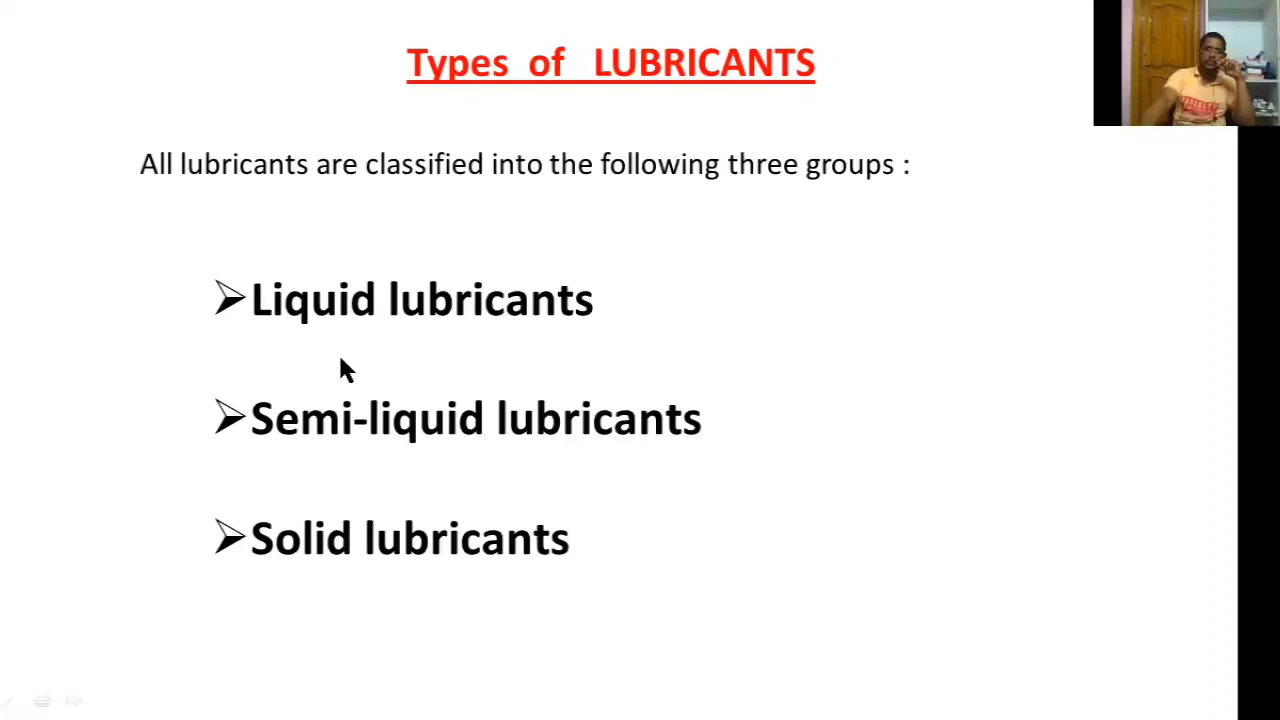 Types of LUBRICANTS
All lubricants are classified into the following three groups :
➢Liquid lubricants
➢Semi-liquid lubricants
➢Solid lubricants